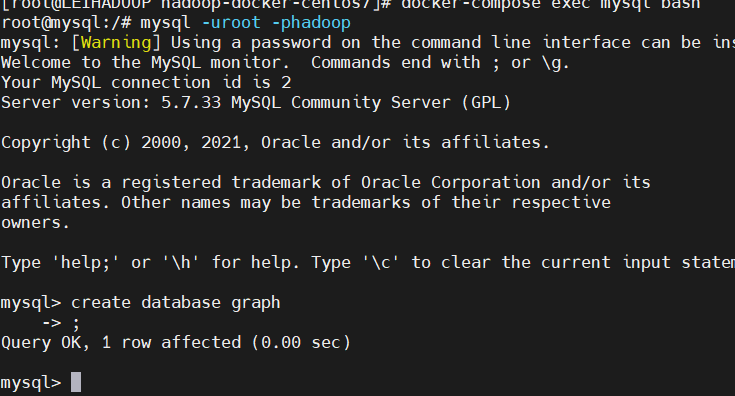 [root@LEIHADOOP hadoop-docker-centos7]# docker-compose exec mysql bash
root@mysql:/# mysql -uroot -phadoop
mysql: [Warning] Using a password on the command line interface can be ins
Welcome to the MySQL monitor.  Commands end with ; or \g.
Your MySQL connection id is 2
Server version: 5.7.33 MySQL Community Server (GPL)
Copyright (c) 2000, 2021, Oracle and/or its affiliates.
Oracle is a registered trademark of Oracle Corporation and/or its
affiliates. Other names may be trademarks of their respective
owners.
Type 'help;' or '\h' for help. Type '\c' to clear the current input statem
mysql> create database graph
    -> ;
Query OK, 1 row affected (0.00 sec)
mysql>